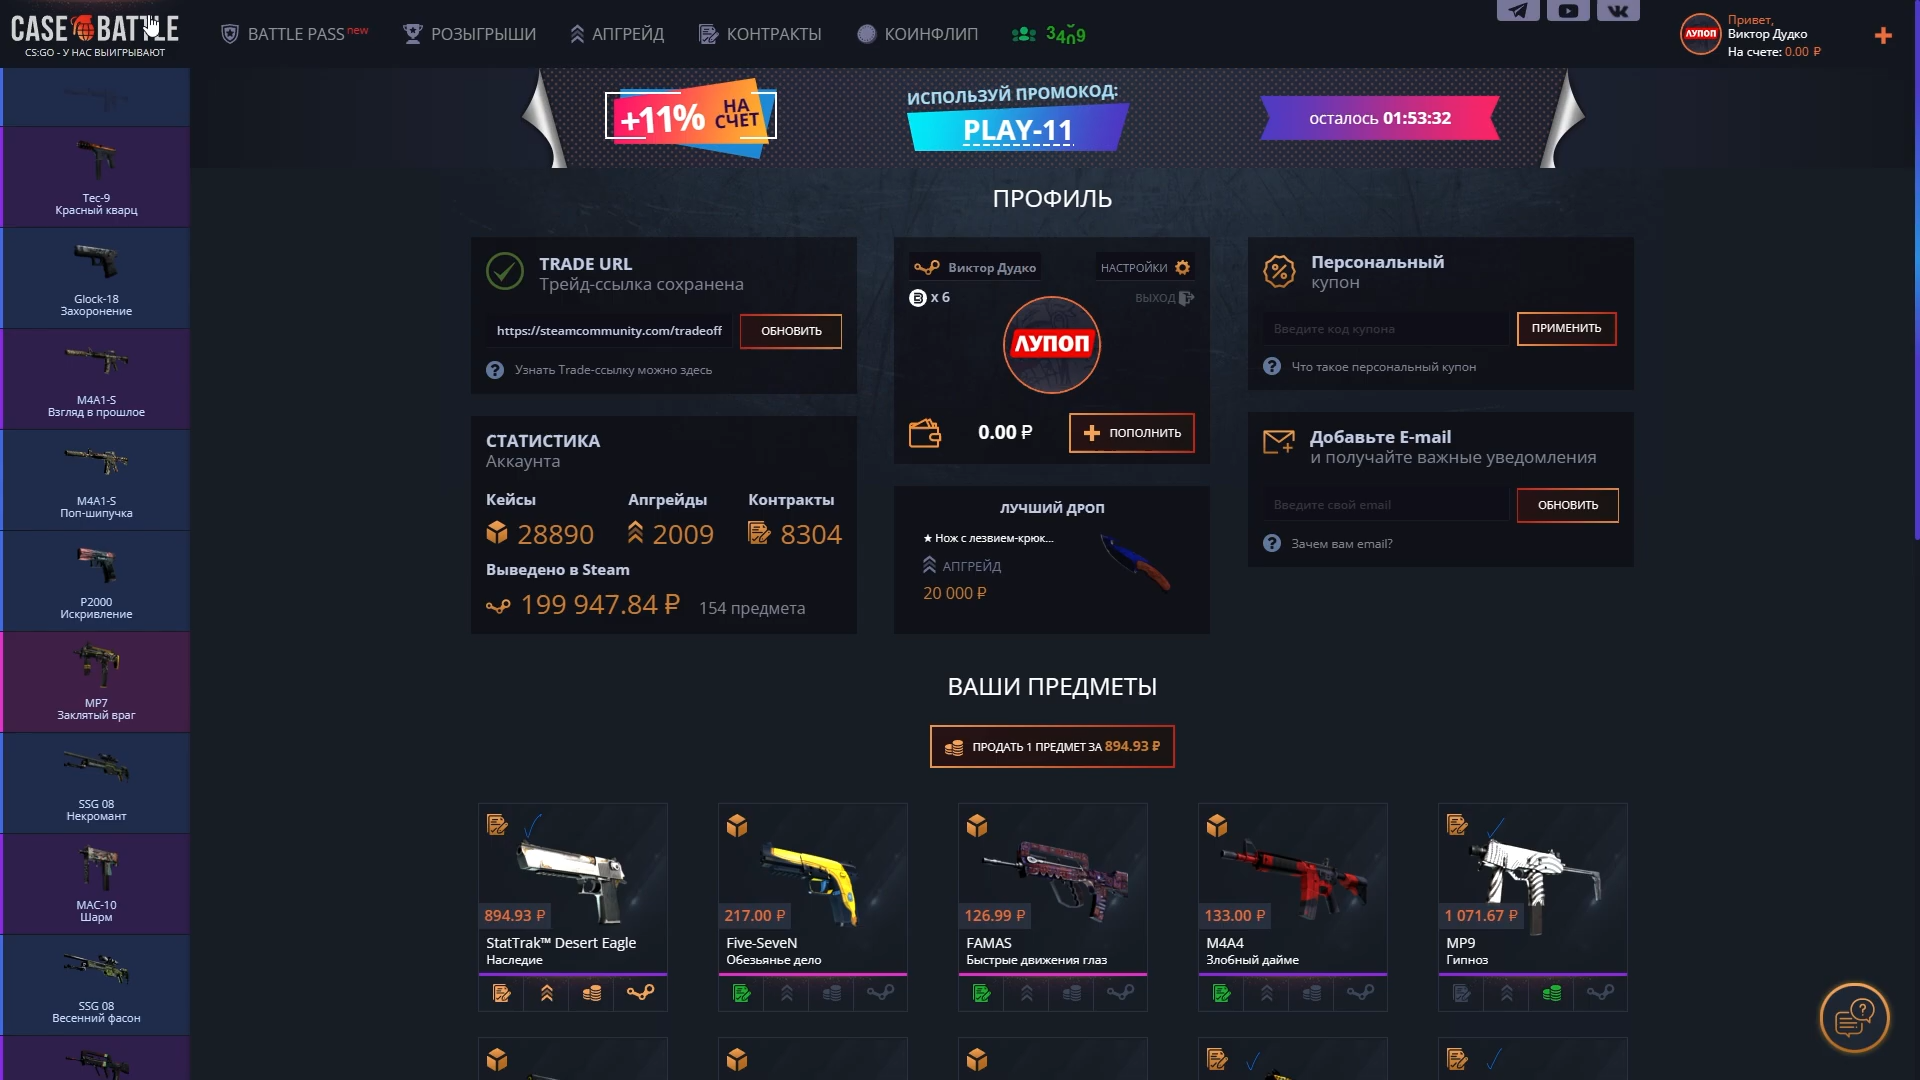 CASE BATTLE
CS:GO - У НАС ВЫИГРЫВАЮТ
BATTLE PASS new
РОЗЫГРЫШИ
АПГРЕЙД
КОНТРАКТЫ
КОИНФЛИП
Привет,
Виктор Дудко
На счете: 0.00 ₽
ЛУПОП
+11% НА СЧЕТ
ИСПОЛЬЗУЙ ПРОМОКОД:
PLAY-11
осталось 01:53:32
Tec-9
Красный кварц
Glock-18
Захоронение
M4A1-S
Взгляд в прошлое
M4A1-S
Поп-шипучка
P2000
Искривление
MP7
Заклятый враг
SSG 08
Некромант
MAC-10
Шарм
SSG 08
Весенний фасон
ПРОФИЛЬ
TRADE URL
Трейд-ссылка сохранена
https://steamcommunity.com/tradeoff
ОБНОВИТЬ
Узнать Trade-ссылку можно здесь
СТАТИСТИКА
Аккаунта
Кейсы
Апгрейды
Контракты
28890
2009
8304
Выведено в Steam
199 947.84 ₽
154 предмета
Виктор Дудко
НАСТРОЙКИ
x 6
ВЫХОД
ЛУПОП
0.00 ₽
ПОПОЛНИТЬ
ЛУЧШИЙ ДРОП
★ Нож с лезвием-крюк...
АПГРЕЙД
20 000 ₽
Персональный
купон
Введите код купона
ПРИМЕНИТЬ
Что такое персональный купон
Добавьте E-mail
и получайте важные уведомления
Введите свой email
ОБНОВИТЬ
Зачем вам email?
ВАШИ ПРЕДМЕТЫ
ПРОДАТЬ 1 ПРЕДМЕТ ЗА 894.93 ₽
894.93 ₽
StatTrak™ Desert Eagle
Наследие
217.00 ₽
Five-SeveN
Обезьянье дело
126.99 ₽
FAMAS
Быстрые движения глаз
133.00 ₽
M4A4
Злобный дайме
1 071.67 ₽
MP9
Гипноз